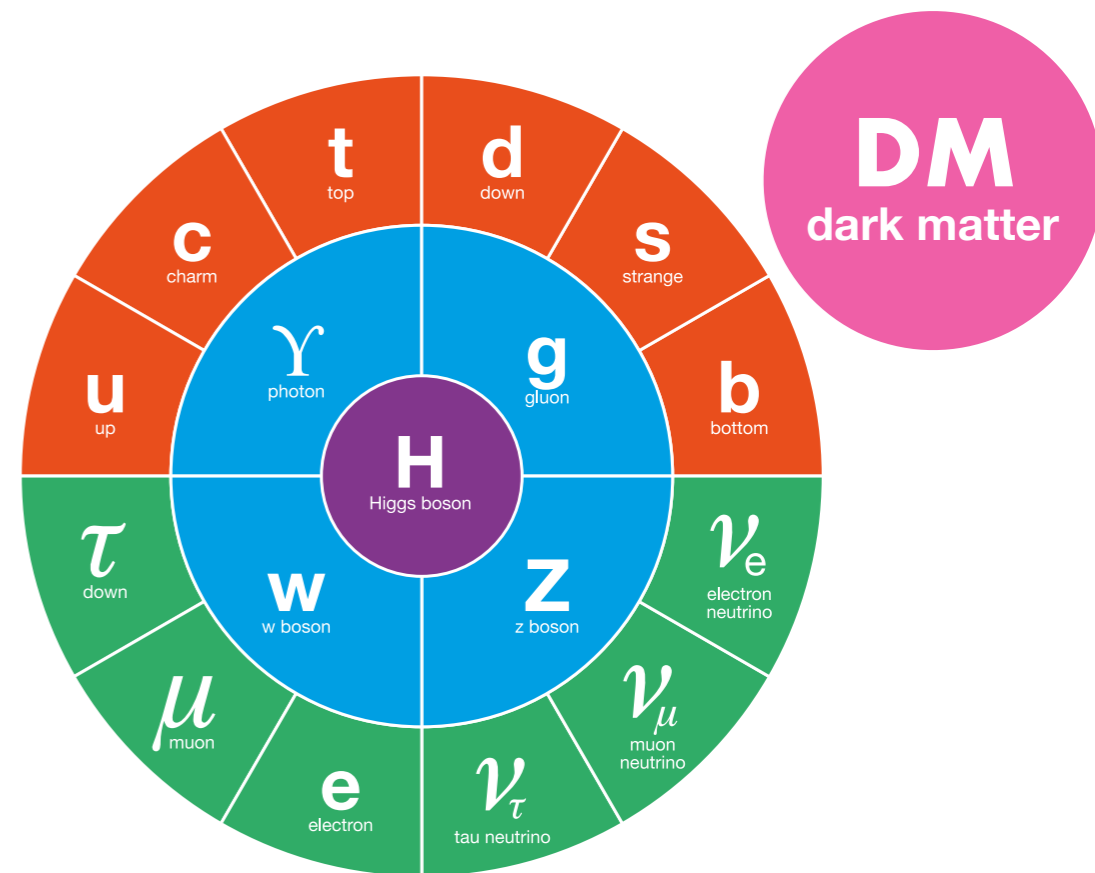 DM
dark matter
t
top
d
down
c
charm
s
strange
u
up
b
bottom
ϒ
photon
g
gluon
H
Higgs boson
w
w boson
Z
z boson
τ
down
νe
electron
neutrino
μ
muon
νμ
muon
neutrino
e
electron
ντ
tau neutrino